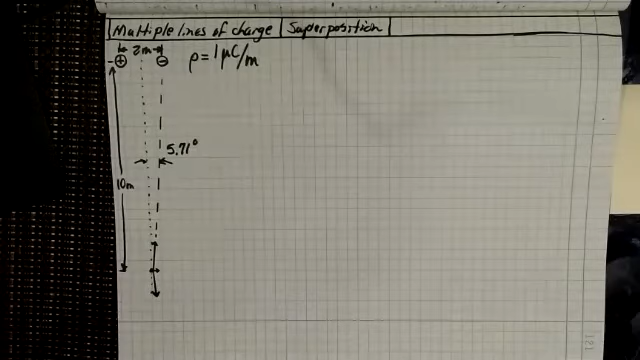 Multiple lines of charge | Superposition
2m
⊕ ⊖ ρ = 1 μC/m
5.71°
10m